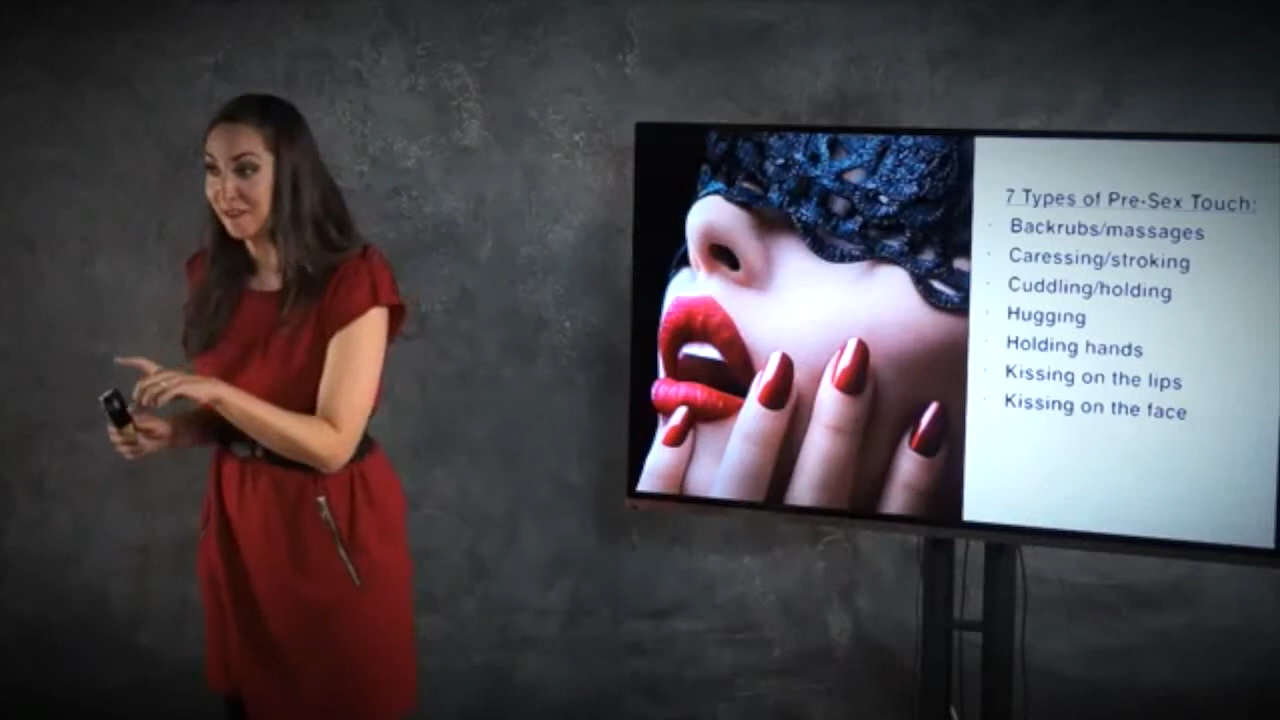 7 Types of Pre-Sex Touch:
Backrubs/massages
Caressing/stroking
Cuddling/holding
Hugging
Holding hands
Kissing on the lips
Kissing on the face